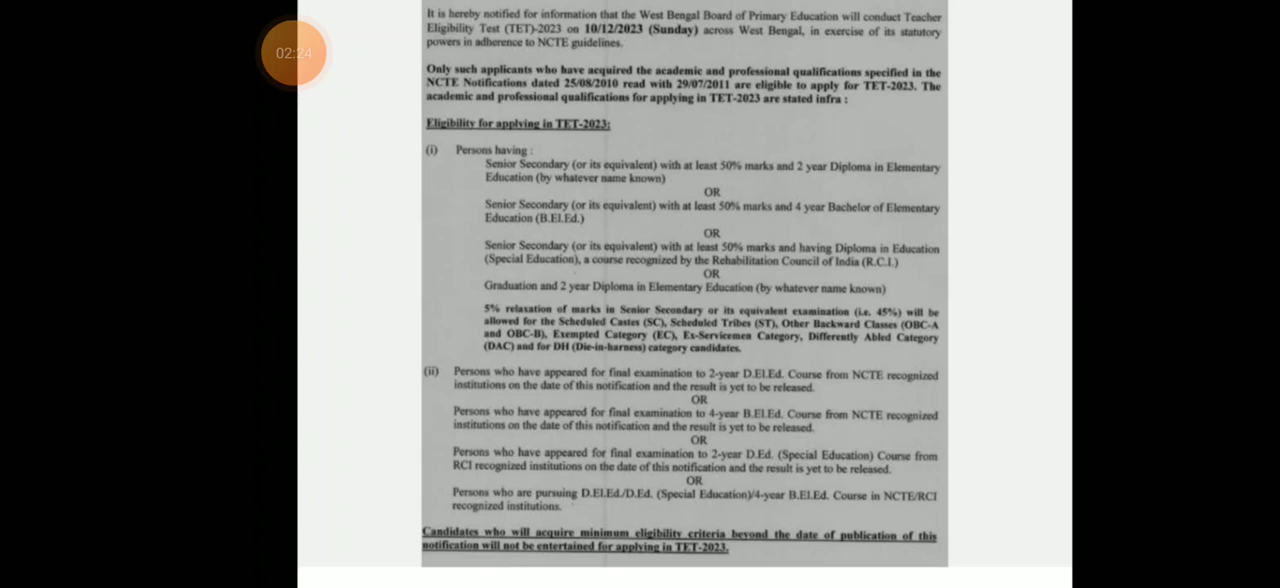 02:24
It is hereby notified for information that the West Bengal Board of Primary Education will conduct Teacher
Eligibility Test (TET)-2023 on 10/12/2023 (Sunday) across West Bengal, in exercise of its statutory
powers in adherence to NCTE guidelines.
Only such applicants who have acquired the academic and professional qualifications specified in the
NCTE Notifications dated 25/08/2010 read with 29/07/2011 are eligible to apply for TET-2023. The
academic and professional qualifications for applying in TET-2023 are stated infra :
Eligibility for applying in TET-2023:
(i) Persons having :
Senior Secondary (or its equivalent) with at least 50% marks and 2 year Diploma in Elementary
Education (by whatever name known)
OR
Senior Secondary (or its equivalent) with at least 50% marks and 4 year Bachelor of Elementary
Education (B.El.Ed.)
OR
Senior Secondary (or its equivalent) with at least 50% marks and having Diploma in Education
(Special Education), a course recognized by the Rehabilitation Council of India (R.C.I.)
OR
Graduation and 2 year Diploma in Elementary Education (by whatever name known)
5% relaxation of marks in Senior Secondary or its equivalent examination (i.e. 45%) will be
allowed for the Scheduled Castes (SC), Scheduled Tribes (ST), Other Backward Classes (OBC-A
and OBC-B), Exempted Category (EC), Ex-Servicemen Category, Differently Abled Category
(DAC) and for DH (Die-in-harness) category candidates.
(ii) Persons who have appeared for final examination to 2-year D.El.Ed. Course from NCTE recognized
institutions on the date of this notification and the result is yet to be released.
OR
Persons who have appeared for final examination to 4-year B.El.Ed. Course from NCTE recognized
institutions on the date of this notification and the result is yet to be released.
OR
Persons who have appeared for final examination to 2-year D.Ed. (Special Education) Course from
RCI recognized institutions on the date of this notification and the result is yet to be released.
OR
Persons who are pursuing D.El.Ed./D.Ed. (Special Education)/4-year B.El.Ed. Course in NCTE/RCI
recognized institutions.
Candidates who will acquire minimum eligibility criteria beyond the date of publication of this
notification will not be entertained for applying in TET-2023.